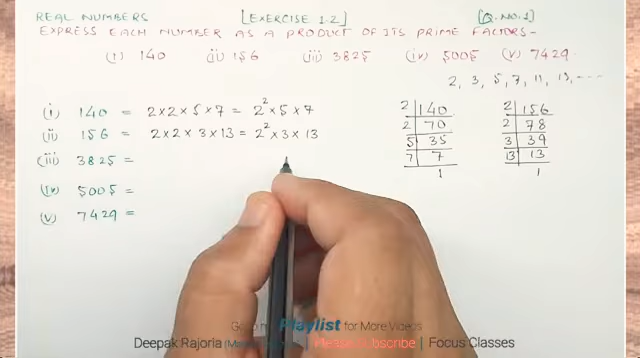 REAL NUMBERS [EXERCISE 1.2] [Q.NO.1]
EXPRESS EACH NUMBER AS A PRODUCT OF ITS PRIME FACTORS-
(i) 140 (ii) 156 (iii) 3825 (iv) 5005 (v) 7429.
2, 3, 5, 7, 11, 13, ----
(i) 140 = 2×2×5×7 = 2²×5×7
(ii) 156 = 2×2×3×13 = 2²×3×13
(iii) 3825 =
(iv) 5005 =
(v) 7429 =
2 140
2 70
5 35
7 7
1
2 156
2 78
3 39
13 13
1
Playlist for More Videos
Deepak Rajoria Please Subscribe | Focus Classes